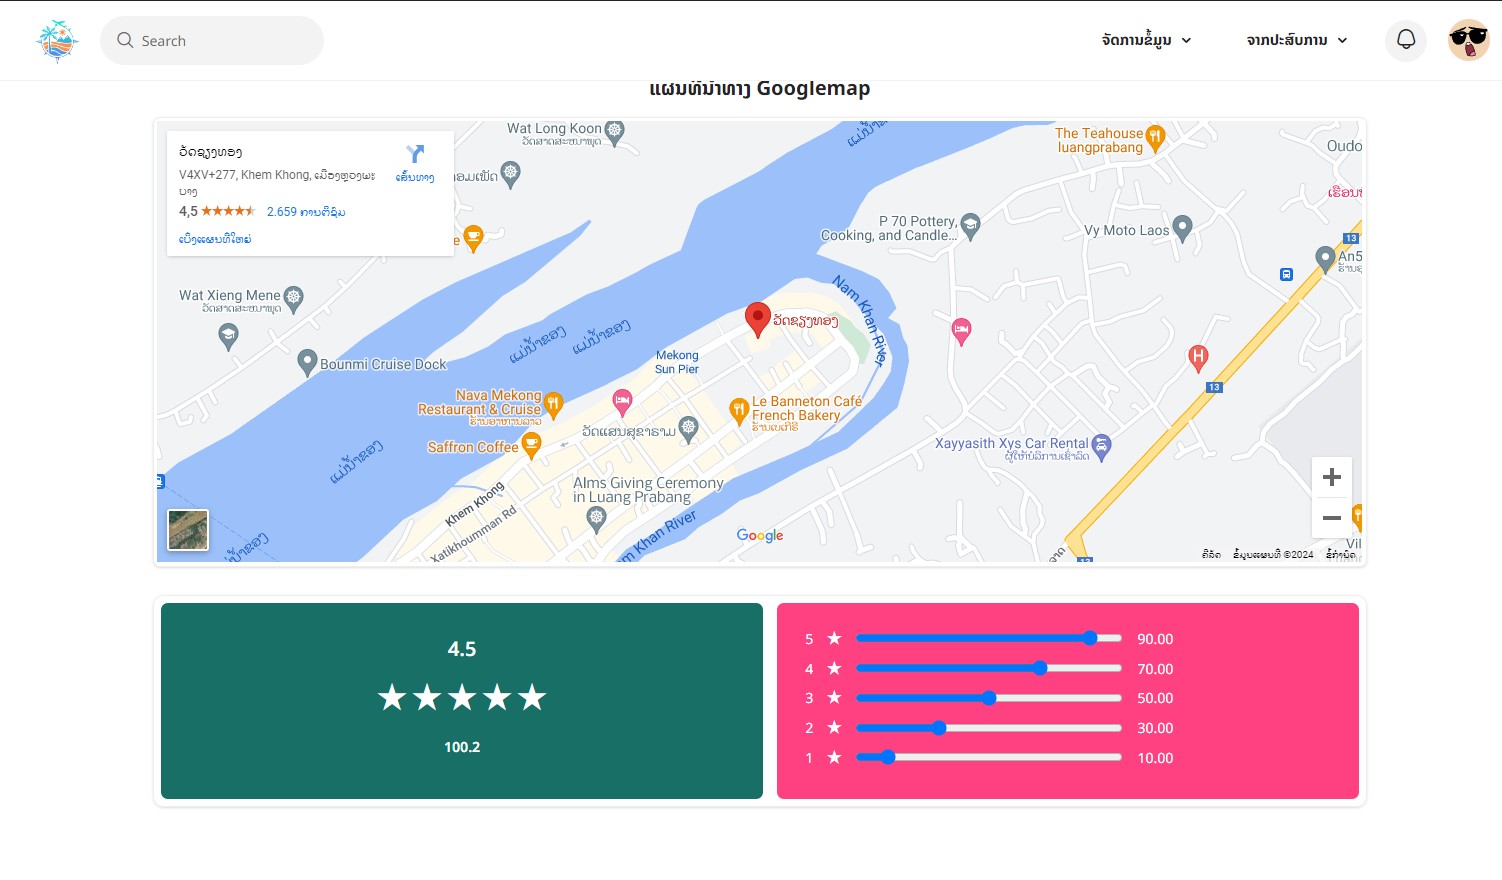 Search
ຈັດການຂໍ້ມູນ
ຈາກປະສົບການ
ແຜນທີ່ນຳທາງ Googlemap
ວັດຊຽງທອງ
V4XV+277, Khem Khong, ເມືອງຫຼວງພະ
ບາງ
4,5
2.659 ການຕິຊົມ
ເບິ່ງແຜນທີ່ໃຫຍ່
ເສັ້ນທາງ
Wat Long Koon
ວັດສາດສະໜາພຸດ
The Teahouse
luangprabang
Oudo
ແມ່ນ້ຳຂອງ
P 70 Pottery,
Cooking, and Candle...
Vy Moto Laos
13
An5
Wat Xieng Mene
ວັດສາດສະໜາພຸດ
Nam Khan River
ວັດຊຽງທອງ
ແມ່ນ້ຳຂອງ
ແມ່ນ້ຳຂອງ
Bounmi Cruise Dock
Mekong
Sun Pier
H
13
Nava Mekong
Restaurant & Cruise
ຮ້ານອາຫານລາວ
Le Banneton Café
French Bakery
ຮ້ານເບເກີຣີ
Saffron Coffee
ວັດແສນສຸຂາຣາມ
Xayyasith Xys Car Rental
ຜູ້ໃຫ້ບໍລິການເຊົ່າລົດ
ແມ່ນ້ຳຂອງ
Alms Giving Ceremony
in Luang Prabang
Khem Khong
Xatikhoumman Rd
m Khan River
ແມ່ນ້ຳຂອງ
Google
13
Vil
ຄີລັດ
ຂໍ້ມູນແຜນທີ່ ©2024
ຂໍ້ກຳນົດ
4.5
★★★★★
100.2
5 ★ 90.00
4 ★ 70.00
3 ★ 50.00
2 ★ 30.00
1 ★ 10.00